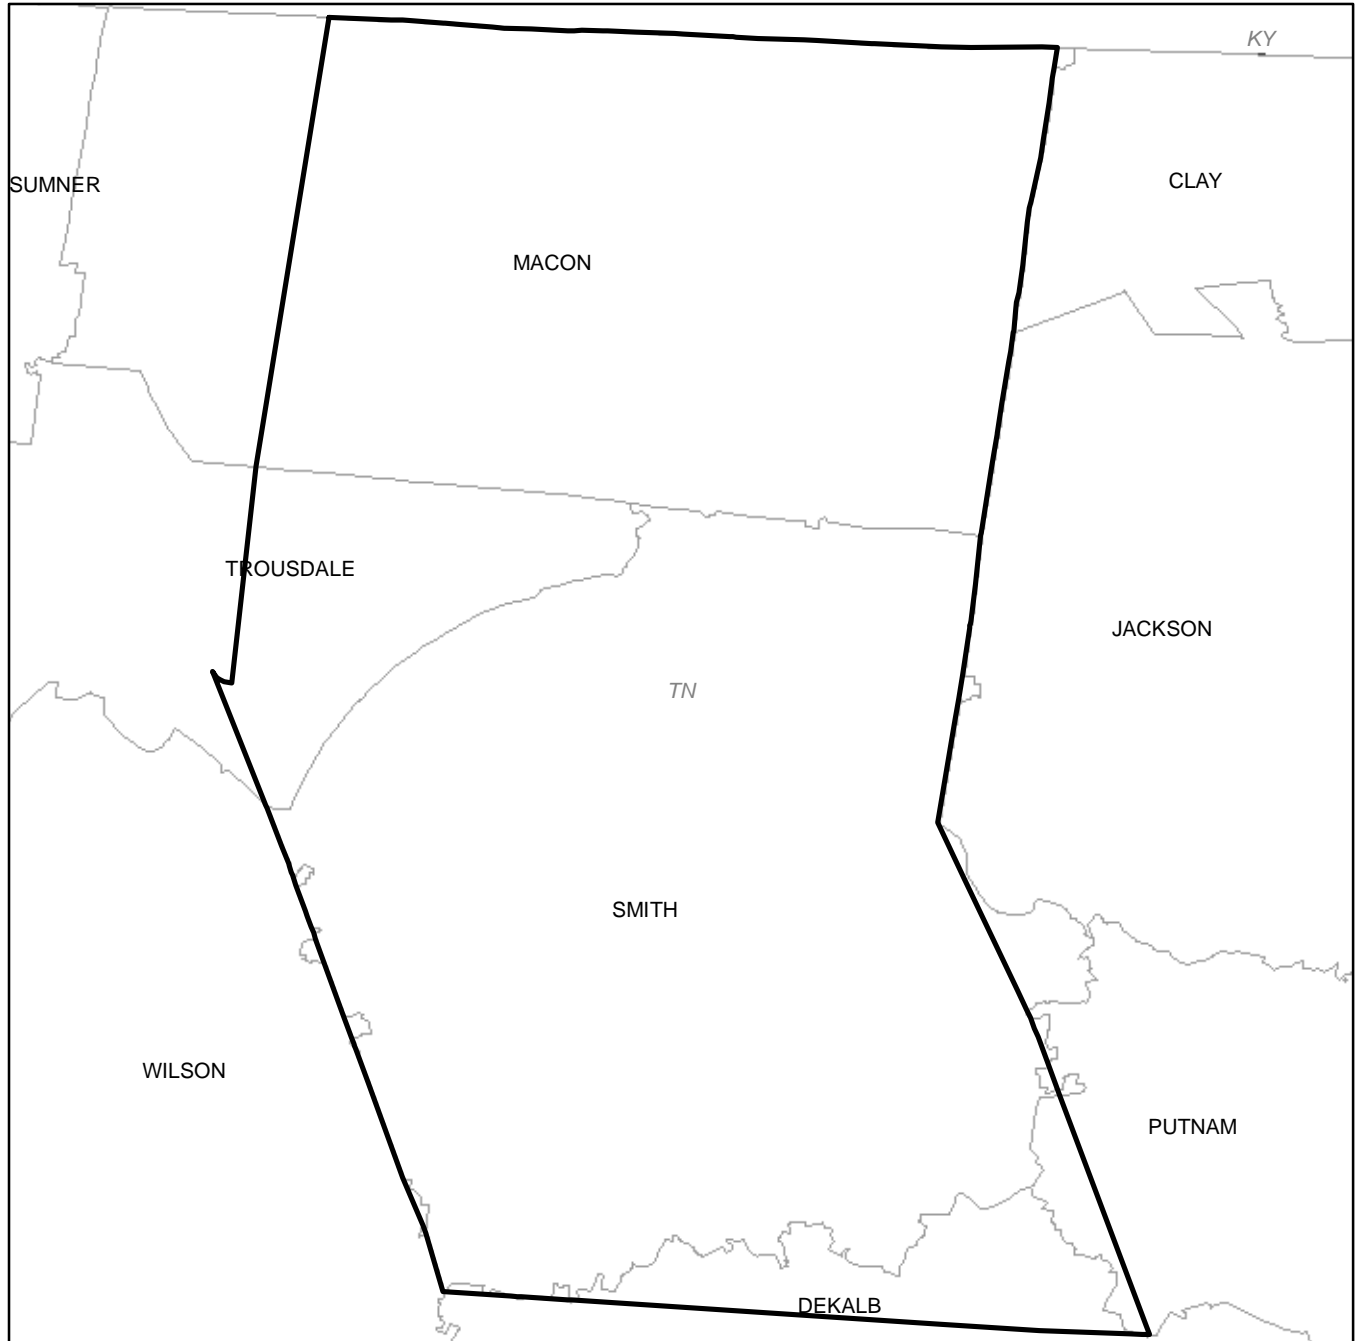 KY
SUMNER
CLAY
MACON
TROUSDALE
JACKSON
TN
SMITH
WILSON
PUTNAM
DEKALB